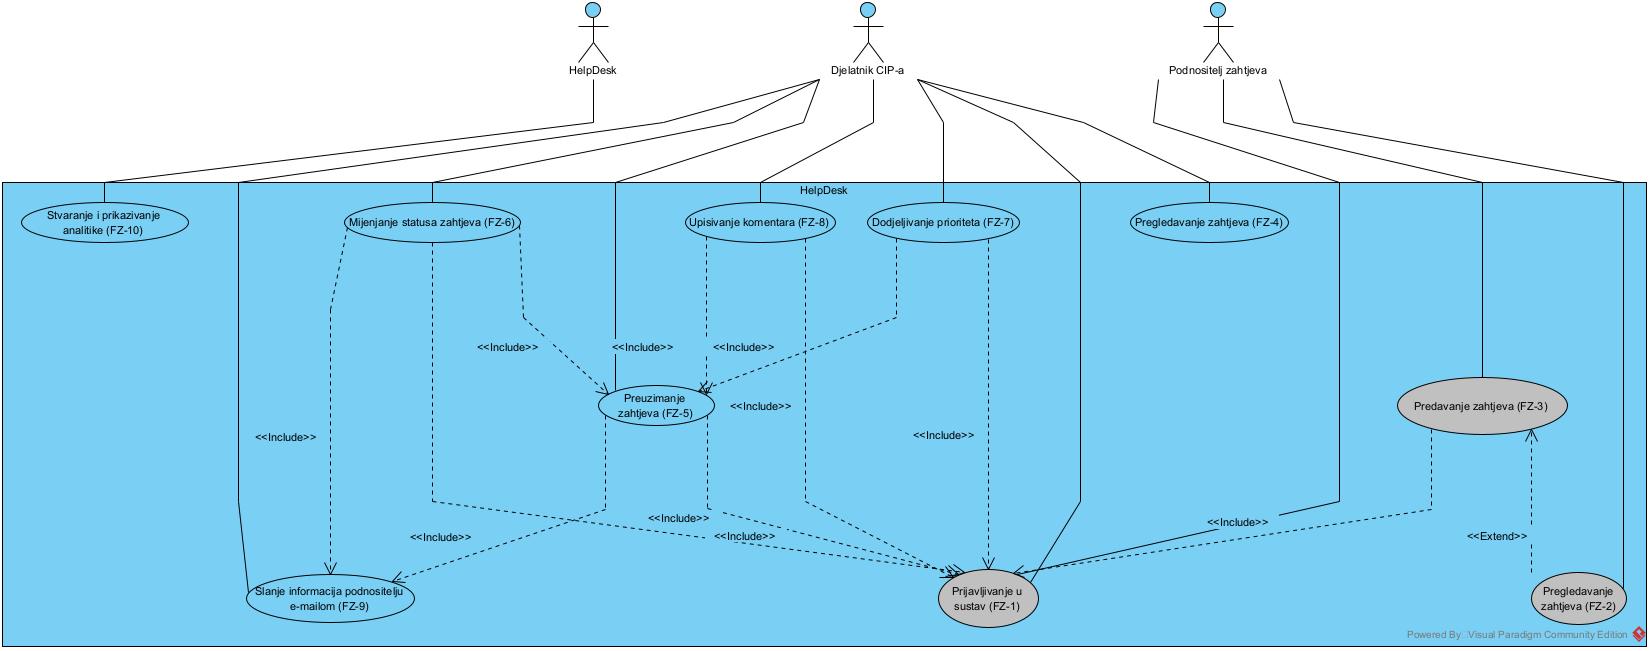 HelpDesk
Djelatnik CIP-a
Podnositelj zahtjeva
HelpDesk
Stvaranje i prikazivanje
analitike (FZ-10)
Mijenjanje statusa zahtjeva (FZ-6)
Upisivanje komentara (FZ-8)
Dodjeljivanje prioriteta (FZ-7)
Pregledavanje zahtjeva (FZ-4)
<<Include>>
<<Include>>
<<Include>>
Preuzimanje
zahtjeva (FZ-5)
<<Include>>
Predavanje zahtjeva (FZ-3)
<<Include>>
<<Include>>
<<Include>>
<<Include>>
<<Include>>
<<Include>>
<<Extend>>
Slanje informacija podnositelju
e-mailom (FZ-9)
Prijavljivanje u
sustav (FZ-1)
Pregledavanje
zahtjeva (FZ-2)
Powered By Visual Paradigm Community Edition